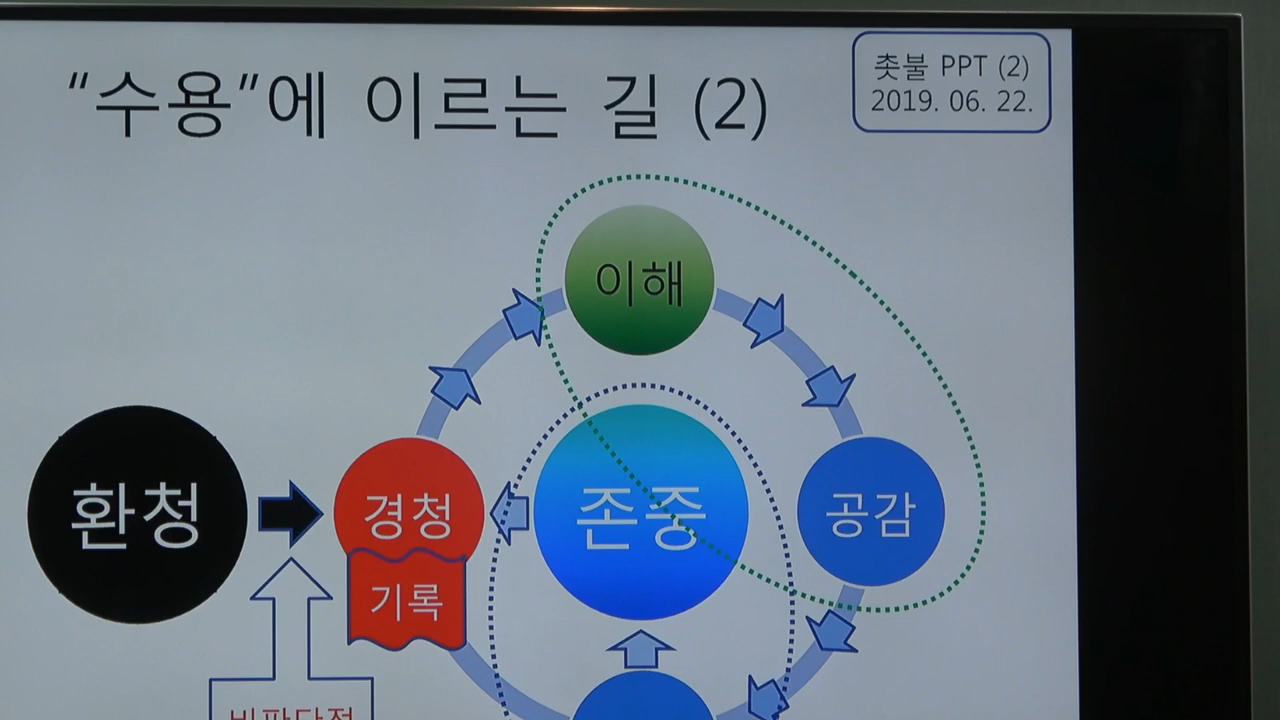 “수용”에 이르는 길 (2)
촛불 PPT (2)
2019. 06. 22.
이해
환청
경청
존중
공감
기록